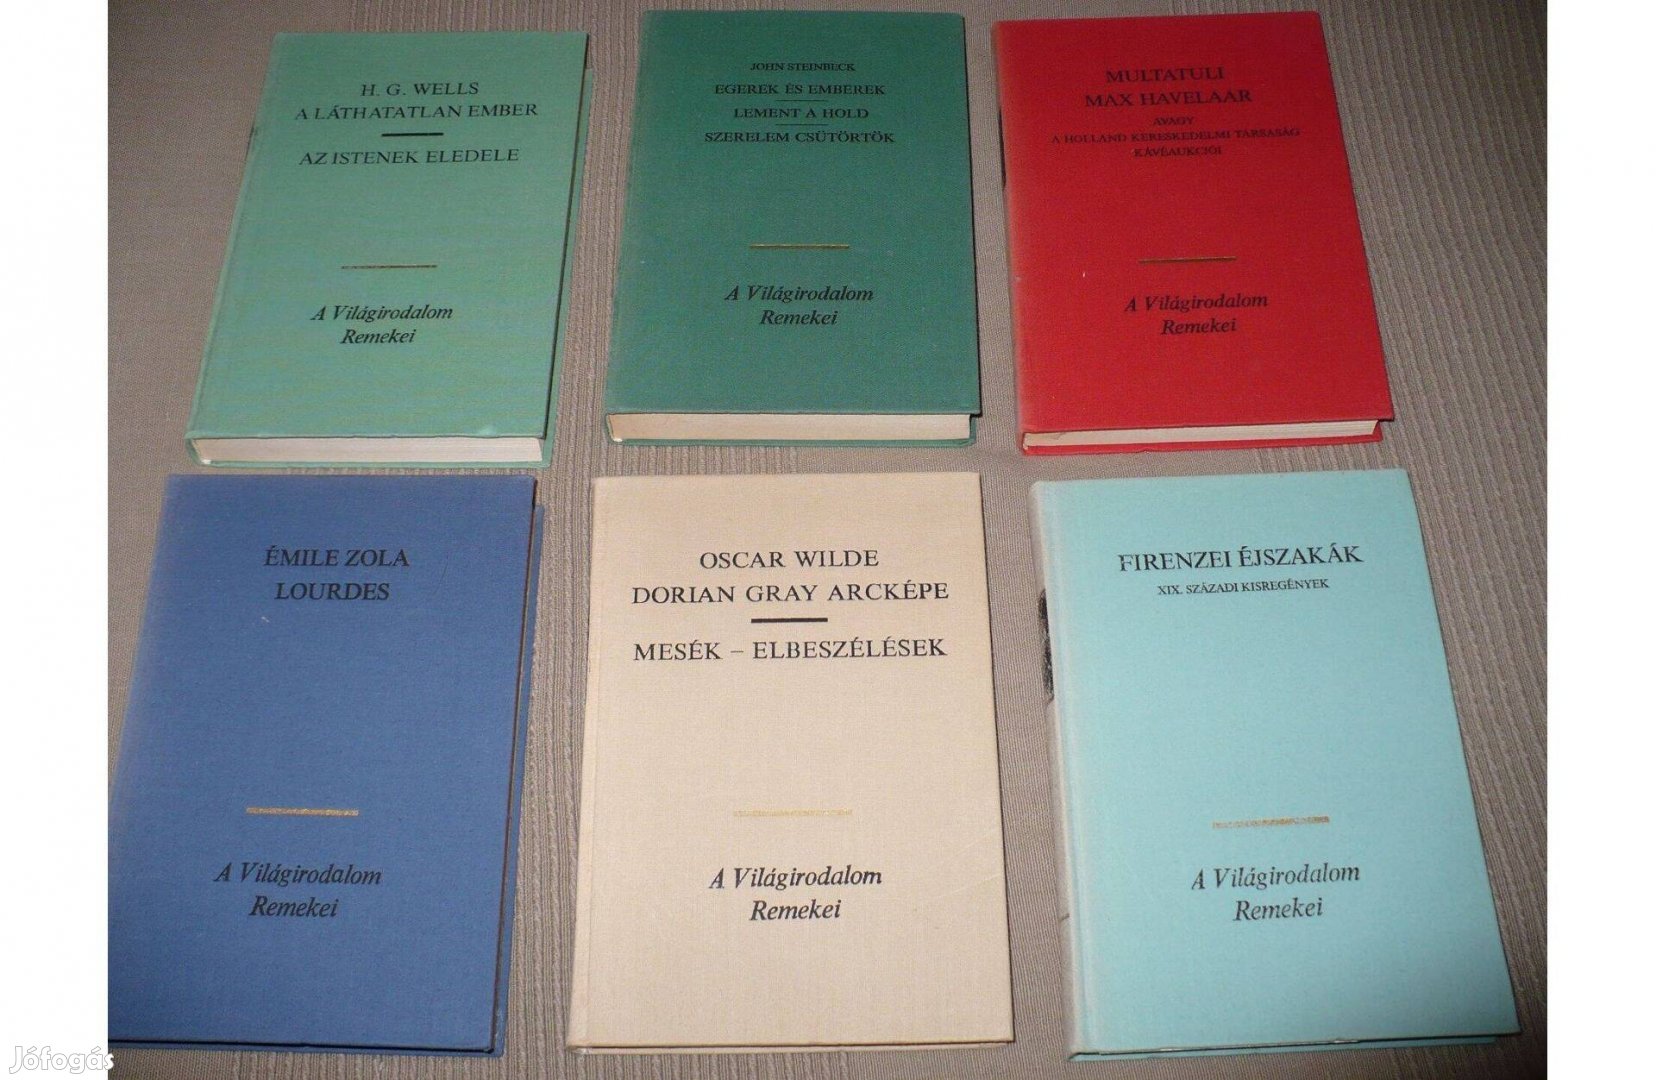 H. G. WELLS
A LÁTHATATLAN EMBER
AZ ISTENEK ELEDELE
A Világirodalom
Remekei
JOHN STEINBECK
EGEREK ÉS EMBEREK
LEMENT A HOLD
SZERELEM CSÜTÖRTÖK
A Világirodalom
Remekei
MULTATULI
MAX HAVELAAR
AVAGY
A HOLLAND KERESKEDELMI TÁRSASÁG
KÁVÉAUKCIÓI
A Világirodalom
Remekei
ÉMILE ZOLA
LOURDES
A Világirodalom
Remekei
OSCAR WILDE
DORIAN GRAY ARCKÉPE
MESÉK – ELBESZÉLÉSEK
A Világirodalom
Remekei
FIRENZEI ÉJSZAKÁK
XIX. SZÁZADI KISREGÉNYEK
A Világirodalom
Remekei
Jófogás